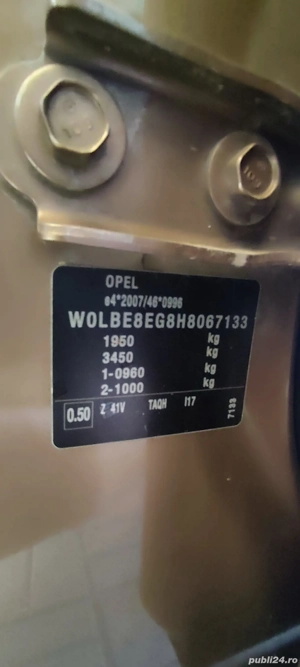 OPEL
e4*2007/46*0996
W0LBE8EG8H8067133
1950 kg
3450 kg
1-0960 kg
2-1000 kg
0.50 Z 41V TAQH I17 7133
publi24.ro